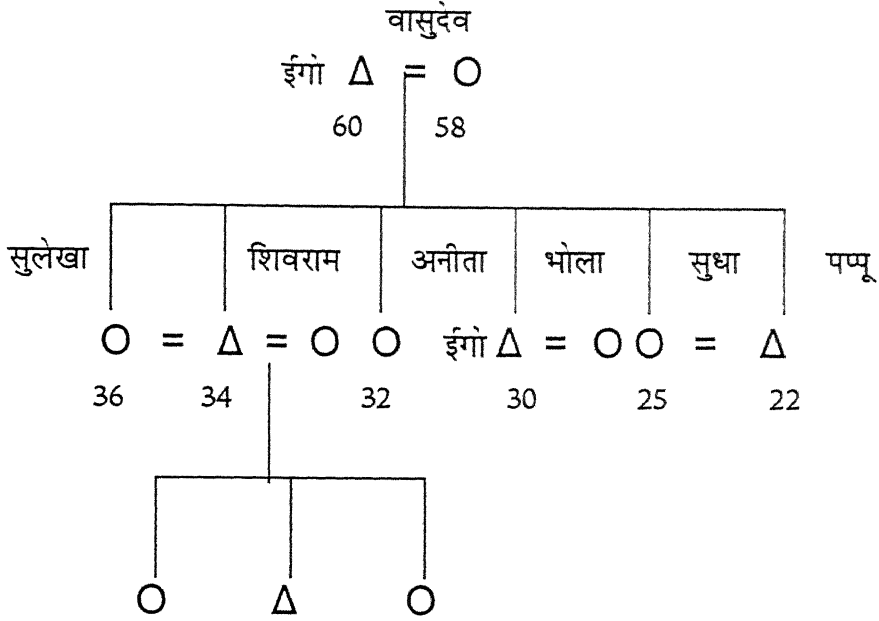 वासुदेव
ईगो Δ = O
60 58
सुलेखा शिवराम अनीता भोला सुधा पप्पू
O = Δ = O O ईगो Δ = O O = Δ
36 34 32 30 25 22
O Δ O